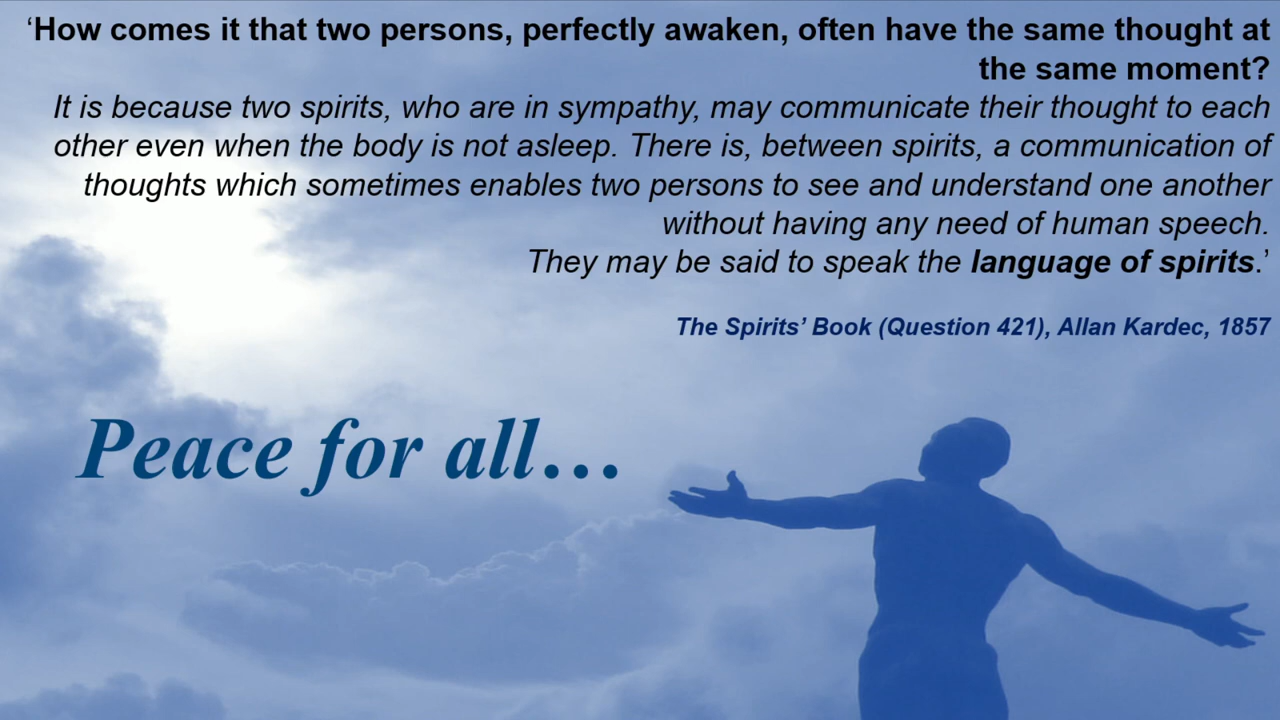 ‘How comes it that two persons, perfectly awaken, often have the same thought at
the same moment?
It is because two spirits, who are in sympathy, may communicate their thought to each
other even when the body is not asleep. There is, between spirits, a communication of
thoughts which sometimes enables two persons to see and understand one another
without having any need of human speech.
They may be said to speak the language of spirits.’
The Spirits’ Book (Question 421), Allan Kardec, 1857
Peace for all…